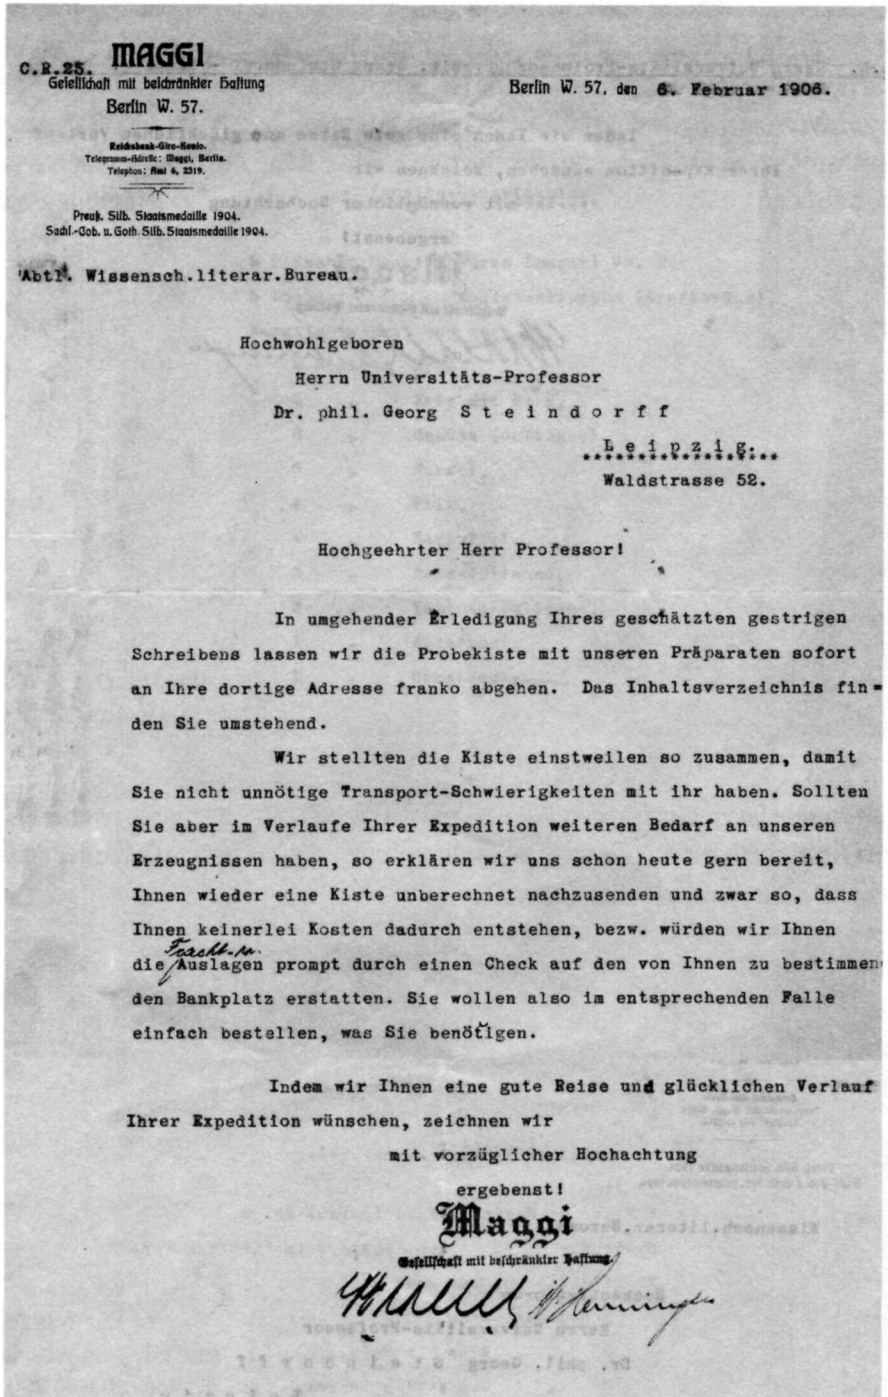 C.R.25.
MAGGI
Gesellschaft mit beschränkter Haftung
Berlin W. 57.
Reichsbank-Giro-Konto.
Telegramm-Adresse: Maggi, Berlin.
Telephon: Amt 6, 2319.
Preuß. Silb. Staatsmedaille 1904.
Sachs.-Cob. u. Goth. Silb. Staatsmedaille 1904.
Berlin W. 57, den 6. Februar 1906.
Abtl. Wissensch.literar.Bureau.
Hochwohlgeboren
Herrn Universitäts-Professor
Dr. phil. Georg S t e i n d o r f f
L e i p z i g.
******************
Waldstrasse 52.
Hochgeehrter Herr Professor!
In umgehender Erledigung Ihres geschätzten gestrigen
Schreibens lassen wir die Probekiste mit unseren Präparaten sofort
an Ihre dortige Adresse franko abgehen. Das Inhaltsverzeichnis fin=
den Sie umstehend.
Wir stellten die Kiste einstweilen so zusammen, damit
Sie nicht unnötige Transport-Schwierigkeiten mit ihr haben. Sollten
Sie aber im Verlaufe Ihrer Expedition weiteren Bedarf an unseren
Erzeugnissen haben, so erklären wir uns schon heute gern bereit,
Ihnen wieder eine Kiste unberechnet nachzusenden und zwar so, dass
Ihnen keinerlei Kosten dadurch entstehen, bezw. würden wir Ihnen
Fracht-
die Auslagen prompt durch einen Check auf den von Ihnen zu bestimmen-
den Bankplatz erstatten. Sie wollen also im entsprechenden Falle
einfach bestellen, was Sie benötigen.
Indem wir Ihnen eine gute Reise und glücklichen Verlauf
Ihrer Expedition wünschen, zeichnen wir
mit vorzüglicher Hochachtung
ergebenst!
Maggi
Gesellschaft mit beschränkter Haftung